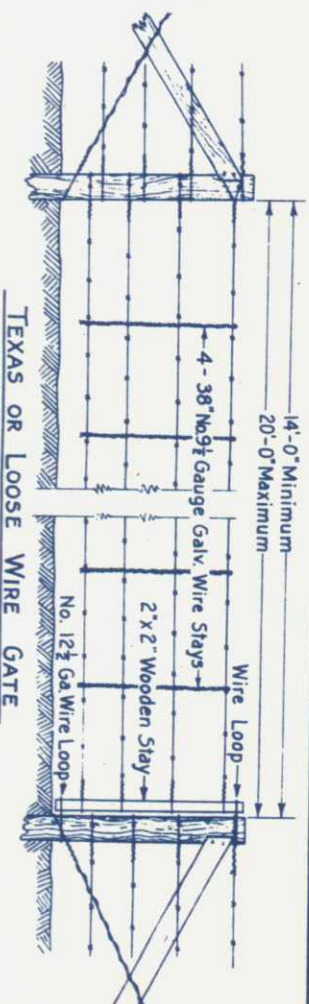 14'-0" Minimum
20'-0" Maximum
Wire Loop
4 - 38" No. 9½ Gauge Galv. Wire Stays
2" x 2" Wooden Stay
No. 12½ Ga. Wire Loop
TEXAS OR LOOSE WIRE GATE